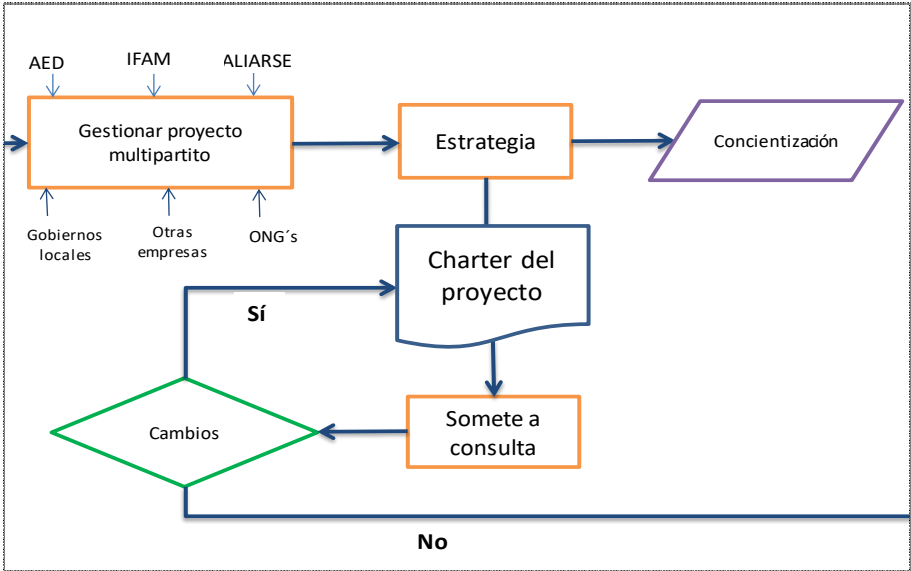 AED
IFAM
ALIARSE
Gestionar proyecto
multipartito
Estrategia
Concientización
Gobiernos
locales
Otras
empresas
ONG´s
Charter del
proyecto
Sí
Cambios
Somete a
consulta
No